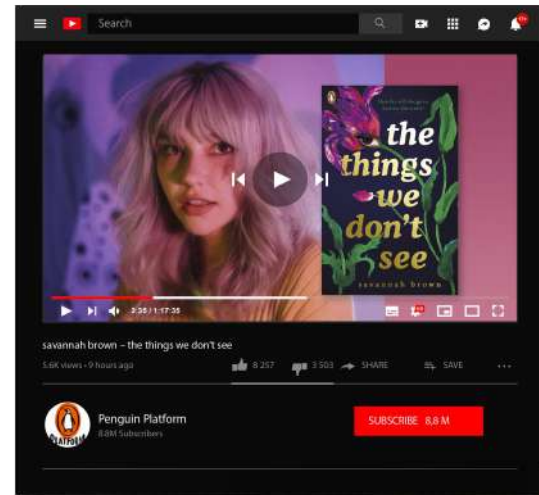 Search
the
things
we
don't
see
savannah brown
3:35 / 1:17:35
savannah brown – the things we don't see
5.6K views • 9 hours ago
8 257
3 503
SHARE
SAVE
...
PLATFORM
Penguin Platform
8.8M Subscribers
SUBSCRIBE 8,8 M